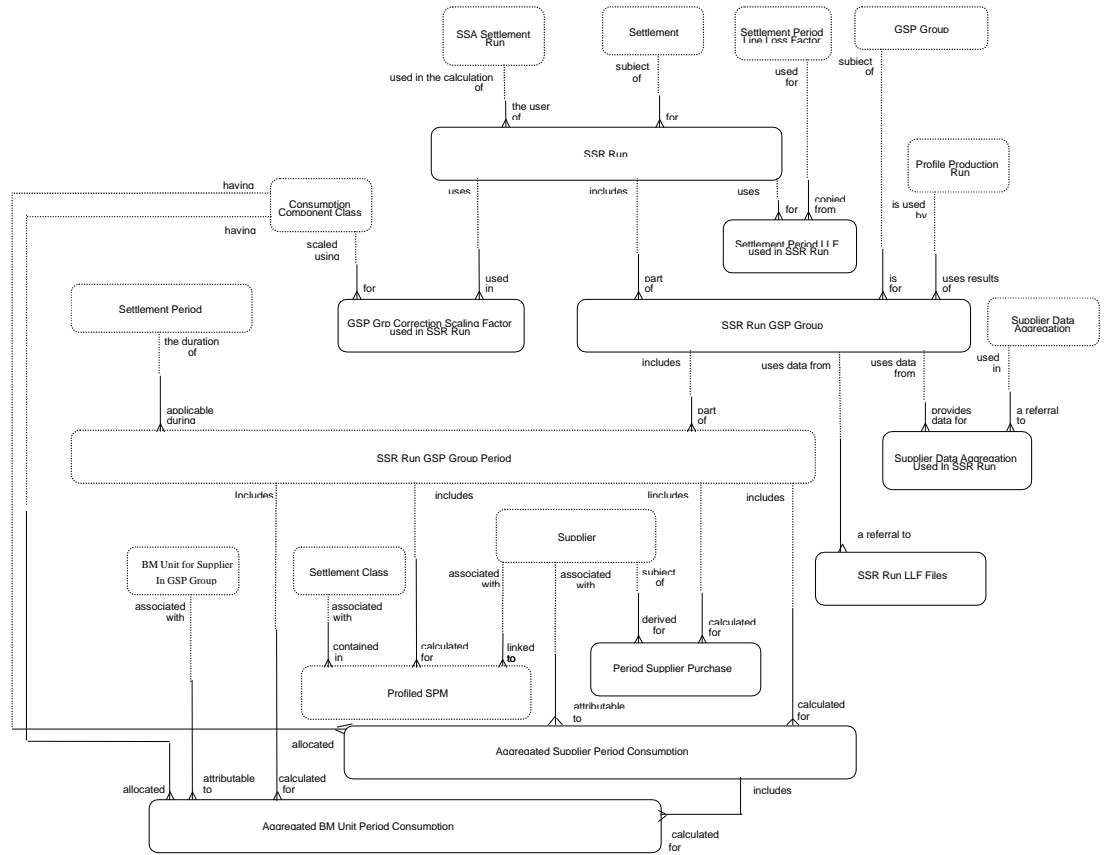 SSA Settlement
Run
Settlement
Settlement Period
Line Loss Factor
GSP Group
used in the calculation
of
subject
of
used
for
subject
of
the user
of
for
SSR Run
Profile Production
Run
having
Consumption
Component Class
having
uses
includes
uses
for
copied
from
is used
by
scaled
using
Settlement Period LLF
used in SSR Run
for
used
in
part
of
is
for
uses results
of
Settlement Period
GSP Grp Correction Scaling Factor
used in SSR Run
SSR Run GSP Group
Supplier Data
Aggregation
the duration
of
includes
uses data from
uses data
from
used
in
applicable
during
part
of
provides
data for
a referral
to
SSR Run GSP Group Period
Supplier Data Aggregation
Used In SSR Run
Includes
includes
Iincludes
includes
Supplier
a referral to
BM Unit for Supplier
In GSP Group
Settlement Class
associated
with
associated
with
subject
of
SSR Run LLF Files
associated
with
associated
with
contained
in
calculated
for
linked
to
derived
for
calculated
for
Profiled SPM
Period Supplier Purchase
attributable
to
calculated
for
allocated
Aggregated Supplier Period Consumption
allocated
attributable
to
calculated
for
includes
Aggregated BM Unit Period Consumption
calculated
for